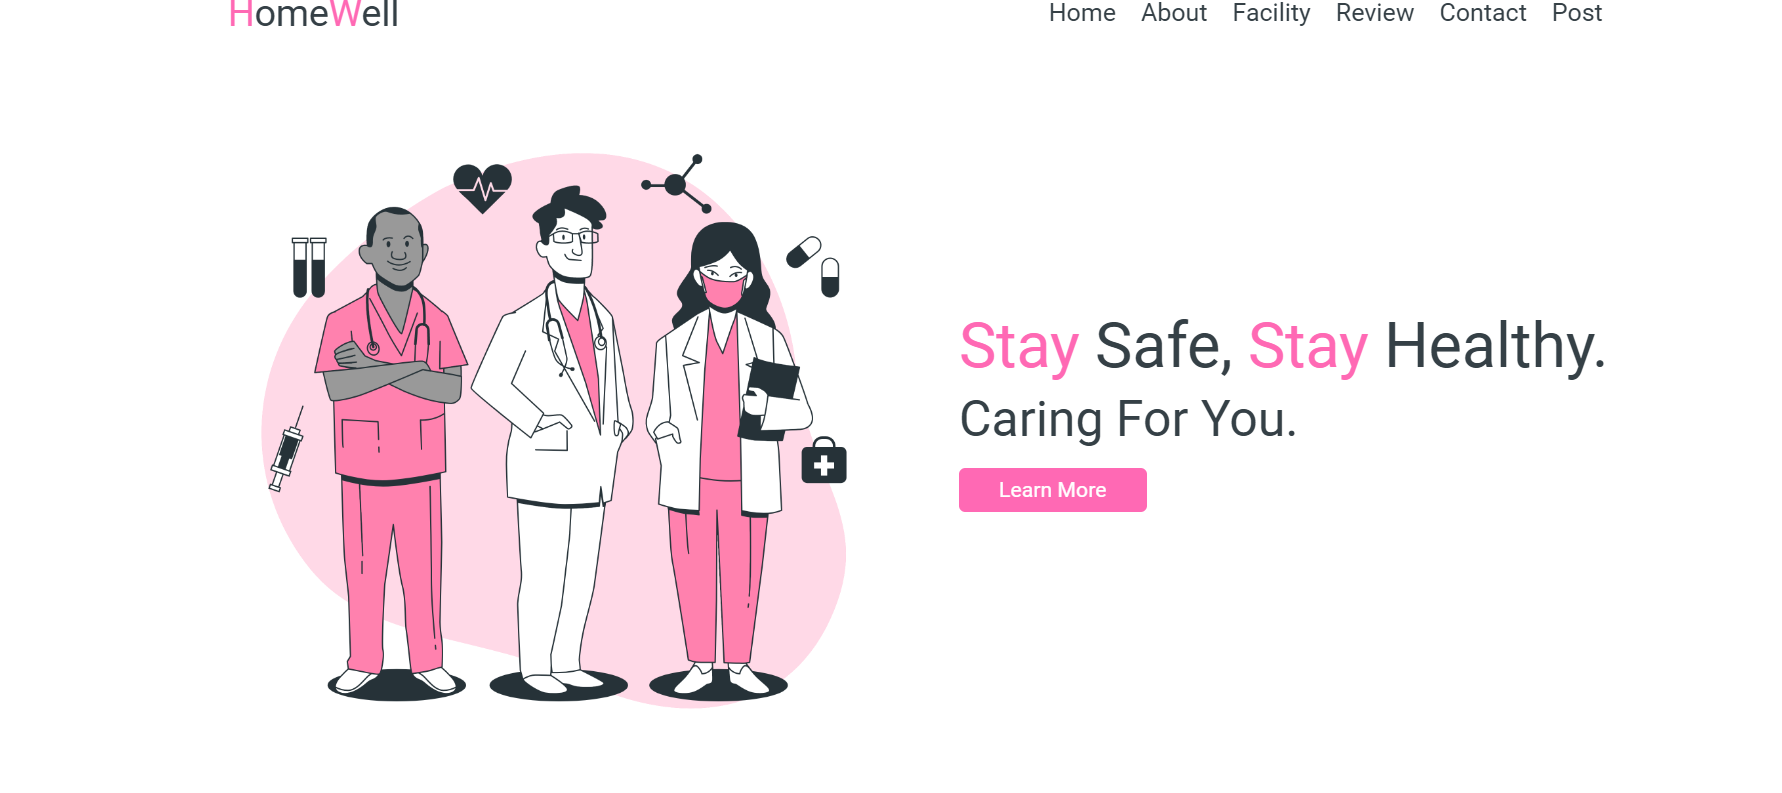 HomeWell
Home About Facility Review Contact Post
Stay Safe, Stay Healthy.
Caring For You.
Learn More